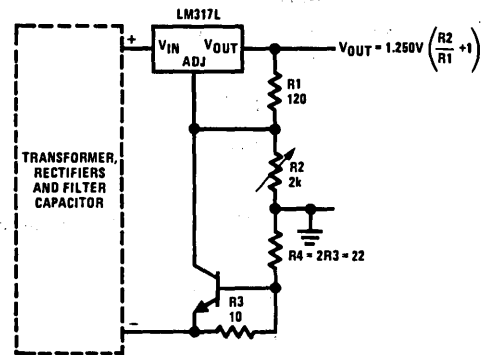 LM317L
+
VIN VOUT
ADJ
VOUT = 1.250V (R2/R1 +1)
R1
120
TRANSFORMER,
RECTIFIERS
AND FILTER
CAPACITOR
R2
2k
R4 = 2R3 = 22
R3
10
−